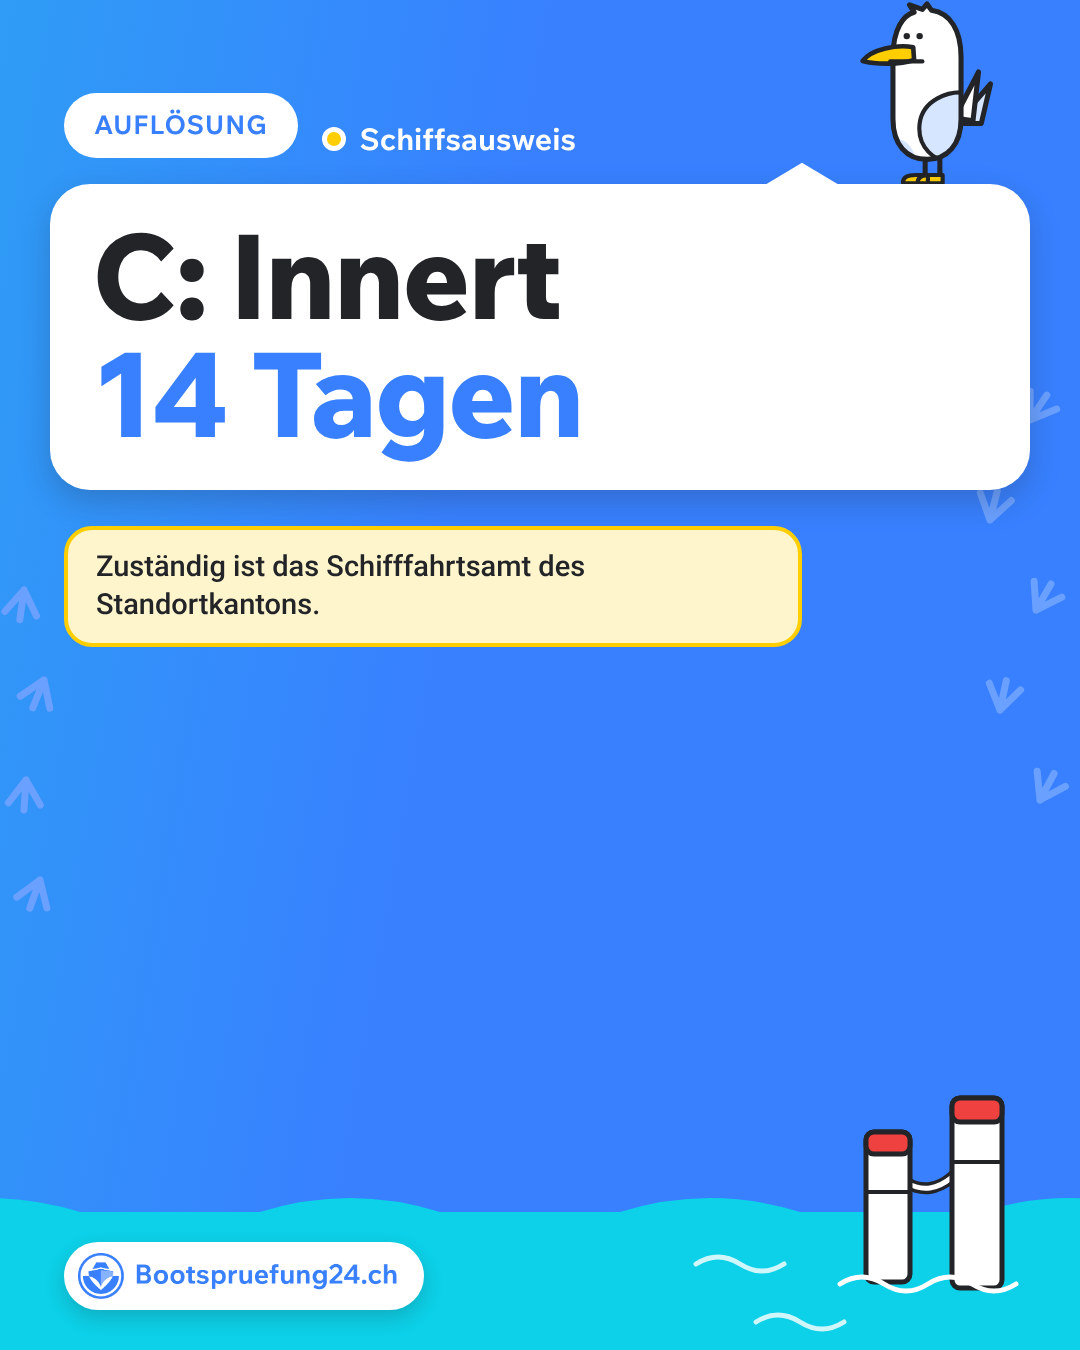 AUFLÖSUNG
Schiffsausweis
C: Innert
14 Tagen
Zuständig ist das Schifffahrtsamt des
Standortkantons.
Bootspruefung24.ch